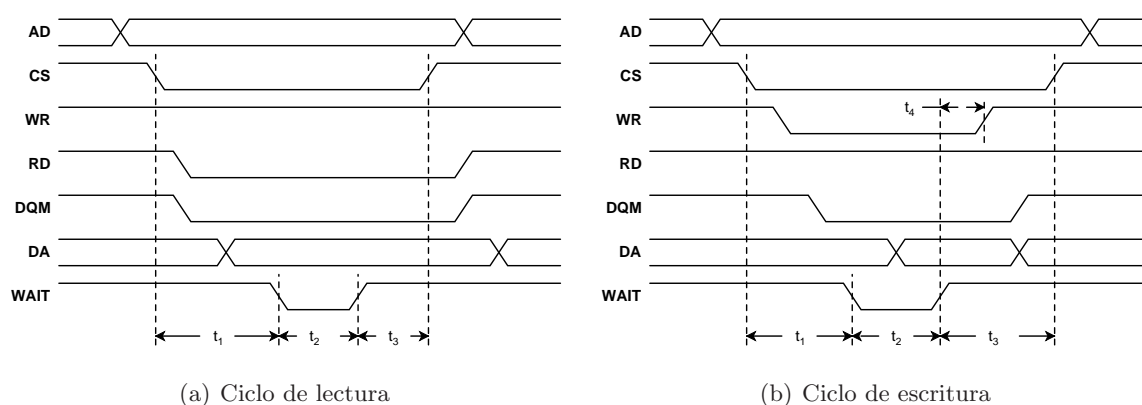 AD
CS
WR
RD
DQM
DA
WAIT
t1 t2 t3
(a) Ciclo de lectura
AD
CS
t4
WR
RD
DQM
DA
WAIT
t1 t2 t3
(b) Ciclo de escritura